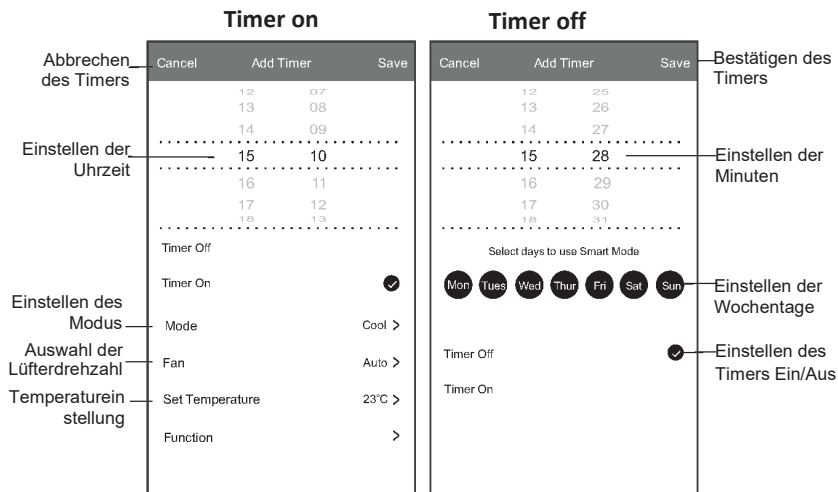 Timer on
Timer off
Abbrechen
des Timers
Einstellen der
Uhrzeit
Einstellen des
Modus
Auswahl der
Lüfterdrehzahl
Temperaturein
stellung
Cancel Add Timer Save
12 07
13 08
14 09
15 10
16 11
17 12
18 13
Timer Off
Timer On
Mode Cool >
Fan Auto >
Set Temperature 23°C >
Function >
Cancel Add Timer Save
12 25
13 26
14 27
15 28
16 29
17 30
18 31
Select days to use Smart Mode
Mon Tues Wed Thur Fri Sat Sun
Timer Off
Timer On
Bestätigen des
Timers
Einstellen der
Minuten
Einstellen der
Wochentage
Einstellen des
Timers Ein/Aus